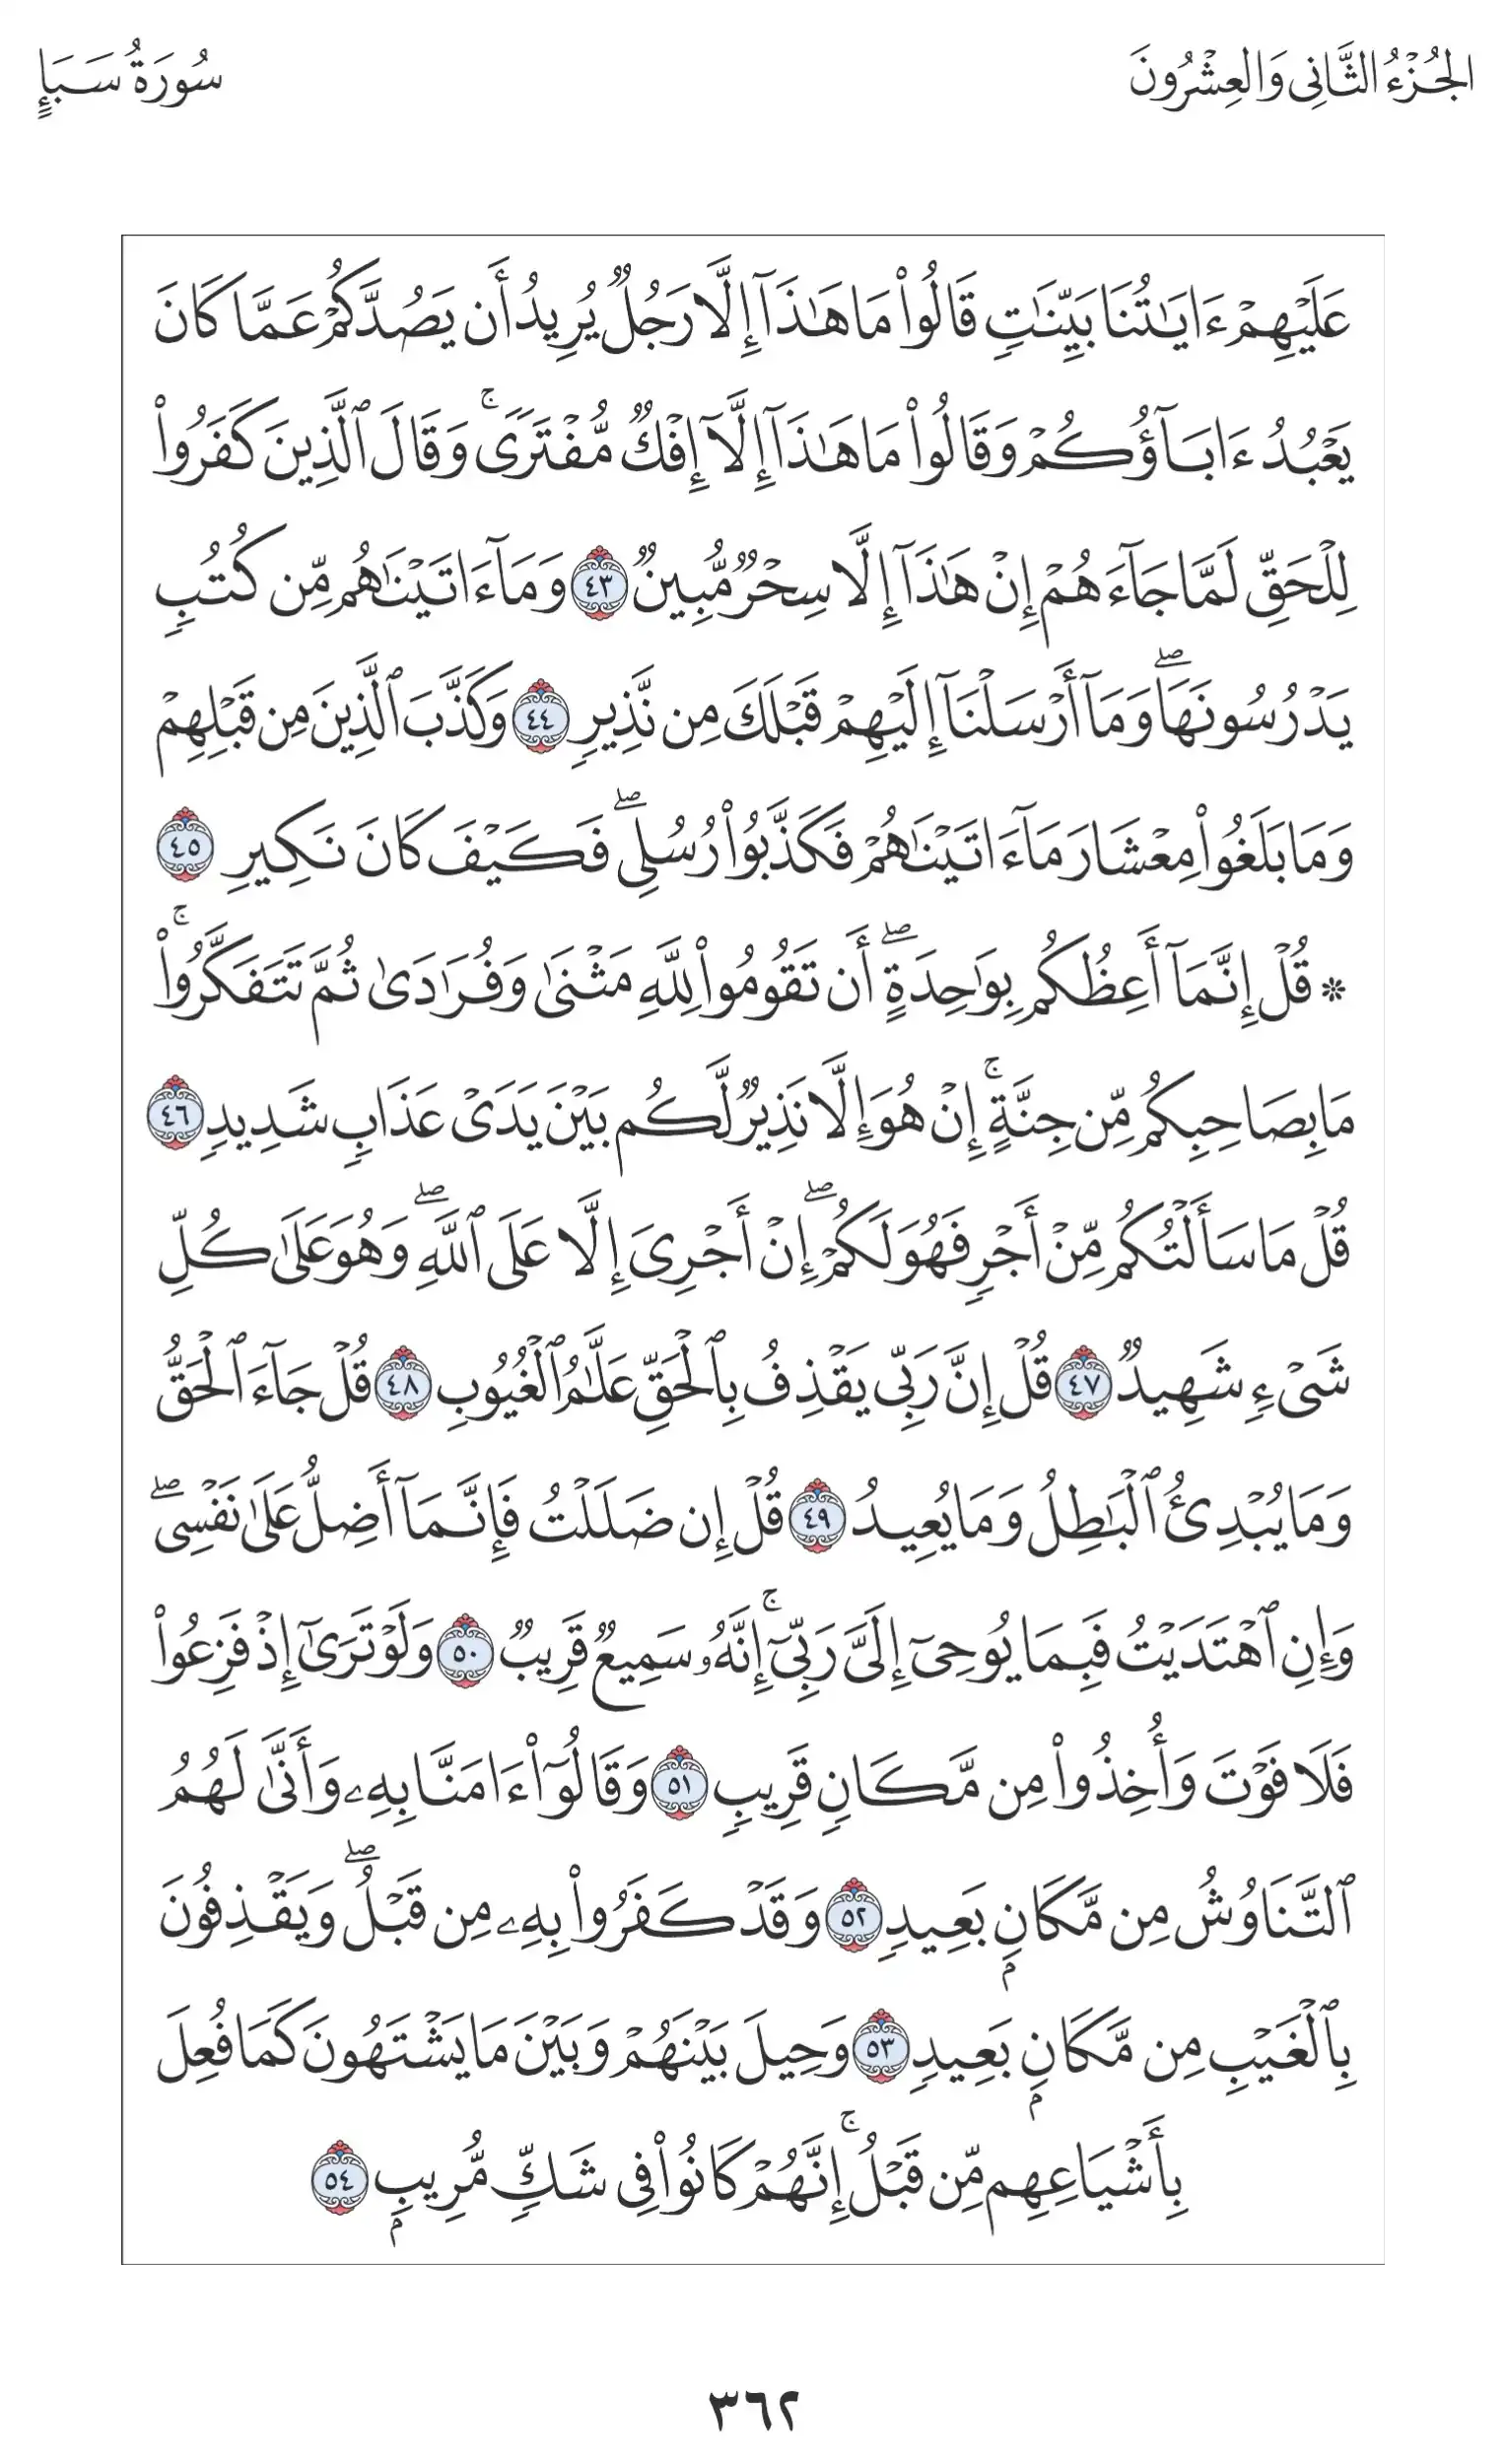 الجُزْءُ الثَّانِي وَالعِشْرُونَ
سُورَةُ سَبَإٍ
عَلَيْهِمْ ءَايَٰتُنَا بَيِّنَٰتٍ قَالُوا۟ مَا هَٰذَآ إِلَّا رَجُلٌ يُرِيدُ أَن يَصُدَّكُمْ عَمَّا كَانَ
يَعْبُدُ ءَابَآؤُكُمْ وَقَالُوا۟ مَا هَٰذَآ إِلَّآ إِفْكٌ مُّفْتَرًى ۚ وَقَالَ ٱلَّذِينَ كَفَرُوا۟
لِلْحَقِّ لَمَّا جَآءَهُمْ إِنْ هَٰذَآ إِلَّا سِحْرٌ مُّبِينٌ ٤٣ وَمَآ ءَاتَيْنَٰهُم مِّن كُتُبٍ
يَدْرُسُونَهَا ۖ وَمَآ أَرْسَلْنَآ إِلَيْهِمْ قَبْلَكَ مِن نَّذِيرٍ ٤٤ وَكَذَّبَ ٱلَّذِينَ مِن قَبْلِهِمْ
وَمَا بَلَغُوا۟ مِعْشَارَ مَآ ءَاتَيْنَٰهُمْ فَكَذَّبُوا۟ رُسُلِى ۖ فَكَيْفَ كَانَ نَكِيرِ ٤٥
* قُلْ إِنَّمَآ أَعِظُكُم بِوَٰحِدَةٍ ۖ أَن تَقُومُوا۟ لِلَّهِ مَثْنَىٰ وَفُرَٰدَىٰ ثُمَّ تَتَفَكَّرُوا۟ ۚ
مَا بِصَاحِبِكُم مِّن جِنَّةٍ ۚ إِنْ هُوَ إِلَّا نَذِيرٌ لَّكُم بَيْنَ يَدَىْ عَذَابٍ شَدِيدٍ ٤٦
قُلْ مَا سَأَلْتُكُم مِّنْ أَجْرٍ فَهُوَ لَكُمْ ۖ إِنْ أَجْرِىَ إِلَّا عَلَى ٱللَّهِ ۖ وَهُوَ عَلَىٰ كُلِّ
شَىْءٍ شَهِيدٌ ٤٧ قُلْ إِنَّ رَبِّى يَقْذِفُ بِٱلْحَقِّ عَلَّٰمُ ٱلْغُيُوبِ ٤٨ قُلْ جَآءَ ٱلْحَقُّ
وَمَا يُبْدِئُ ٱلْبَٰطِلُ وَمَا يُعِيدُ ٤٩ قُلْ إِن ضَلَلْتُ فَإِنَّمَآ أَضِلُّ عَلَىٰ نَفْسِى ۖ
وَإِنِ ٱهْتَدَيْتُ فَبِمَا يُوحِىٓ إِلَىَّ رَبِّىٓ ۚ إِنَّهُۥ سَمِيعٌ قَرِيبٌ ٥٠ وَلَوْ تَرَىٰٓ إِذْ فَزِعُوا۟
فَلَا فَوْتَ وَأُخِذُوا۟ مِن مَّكَانٍ قَرِيبٍ ٥١ وَقَالُوٓا۟ ءَامَنَّا بِهِۦ وَأَنَّىٰ لَهُمُ
ٱلتَّنَاوُشُ مِن مَّكَانٍۭ بَعِيدٍ ٥٢ وَقَدْ كَفَرُوا۟ بِهِۦ مِن قَبْلُ ۖ وَيَقْذِفُونَ
بِٱلْغَيْبِ مِن مَّكَانٍۭ بَعِيدٍ ٥٣ وَحِيلَ بَيْنَهُمْ وَبَيْنَ مَا يَشْتَهُونَ كَمَا فُعِلَ
بِأَشْيَاعِهِم مِّن قَبْلُ ۚ إِنَّهُمْ كَانُوا۟ فِى شَكٍّ مُّرِيبٍۭ ٥٤
٣٦٢